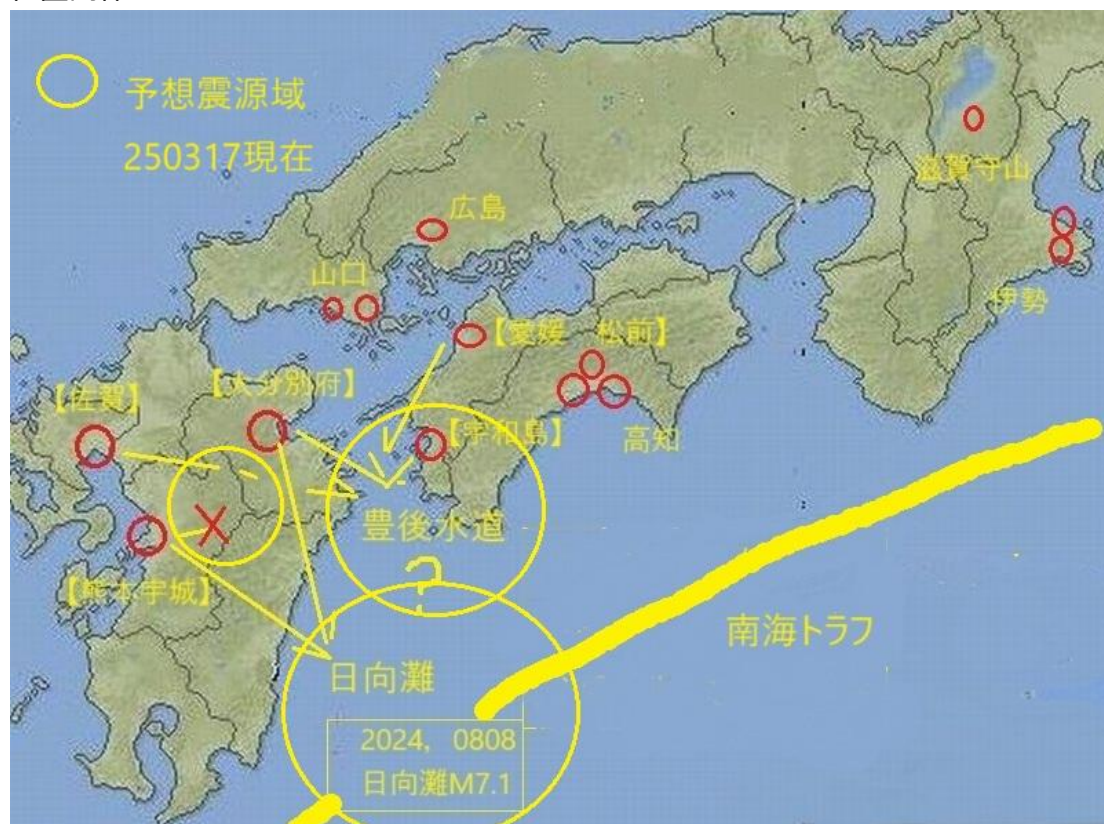 予想震源域
250317現在
滋賀守山
広島
山口
伊勢
【愛媛　松前】
【大分別府】
【佐賀】
【宇和島】
高知
豊後水道
?
【熊本宇城】
南海トラフ
日向灘
2024，0808
日向灘M7.1